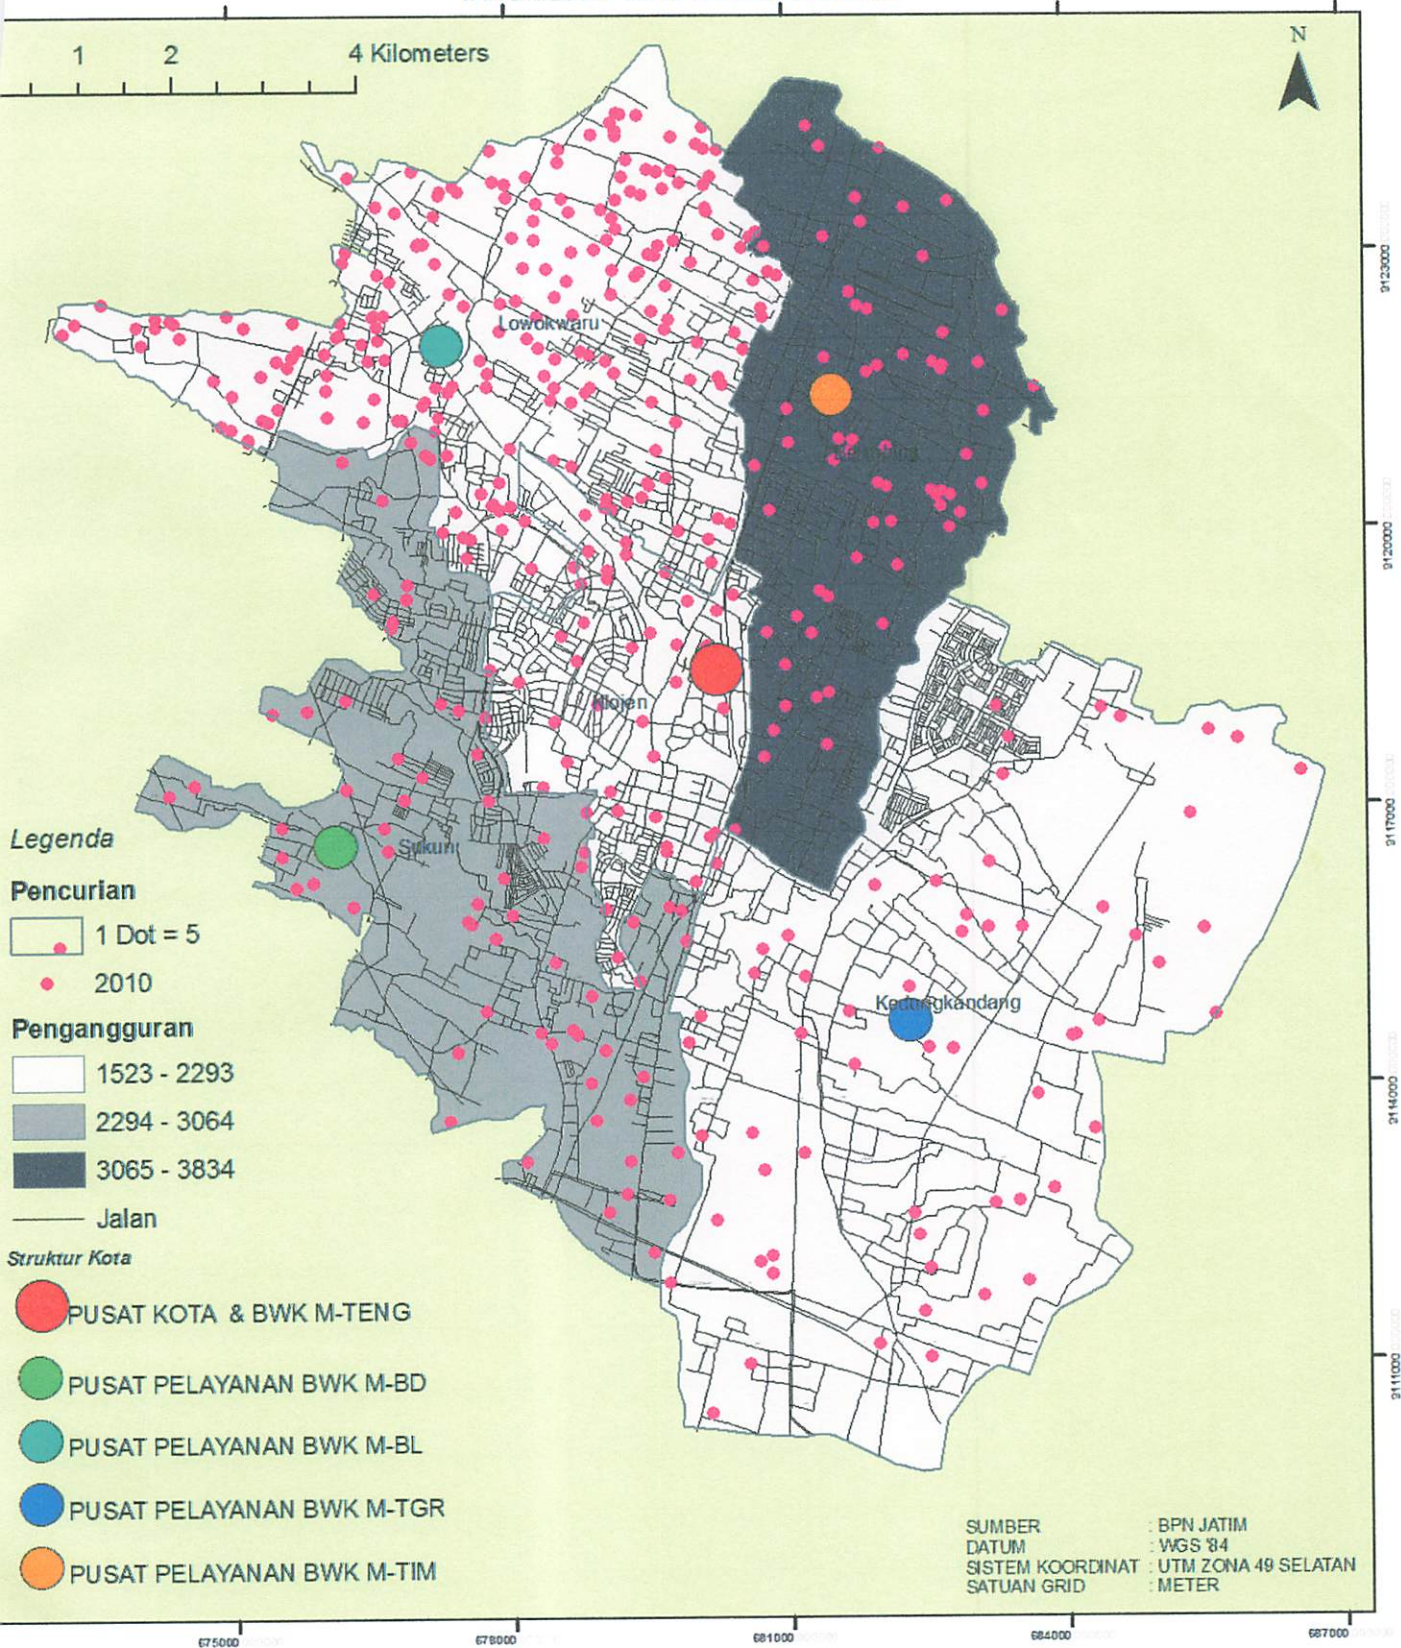 1 2 4 Kilometers
N
Lowokwaru
Klojen
Sukun
Kedungkandang
Legenda
Pencurian
1 Dot = 5
2010
Pengangguran
1523 - 2293
2294 - 3064
3065 - 3834
Jalan
Struktur Kota
PUSAT KOTA & BWK M-TENG
PUSAT PELAYANAN BWK M-BD
PUSAT PELAYANAN BWK M-BL
PUSAT PELAYANAN BWK M-TGR
PUSAT PELAYANAN BWK M-TIM
SUMBER : BPN JATIM
DATUM : WGS '84
SISTEM KOORDINAT : UTM ZONA 49 SELATAN
SATUAN GRID : METER
9123000
9120000
9117000
9114000
9111000
675000 678000 681000 684000 687000